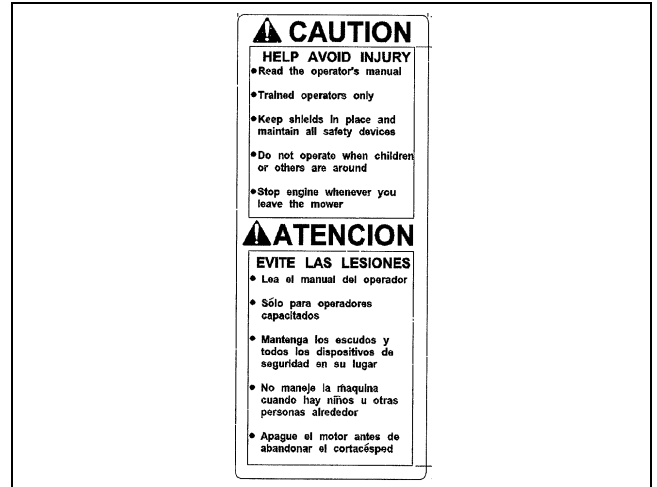 CAUTION
HELP AVOID INJURY
•Read the operator's manual
•Trained operators only
•Keep shields in place and
maintain all safety devices
•Do not operate when children
or others are around
•Stop engine whenever you
leave the mower
ATENCION
EVITE LAS LESIONES
• Lea el manual del operador
• Sólo para operadores
capacitados
• Mantenga los escudos y
todos los dispositivos de
seguridad en su lugar
• No maneje la maquina
cuando hay niños u otras
personas alrededor
• Apague el motor antes de
abandonar el cortacésped